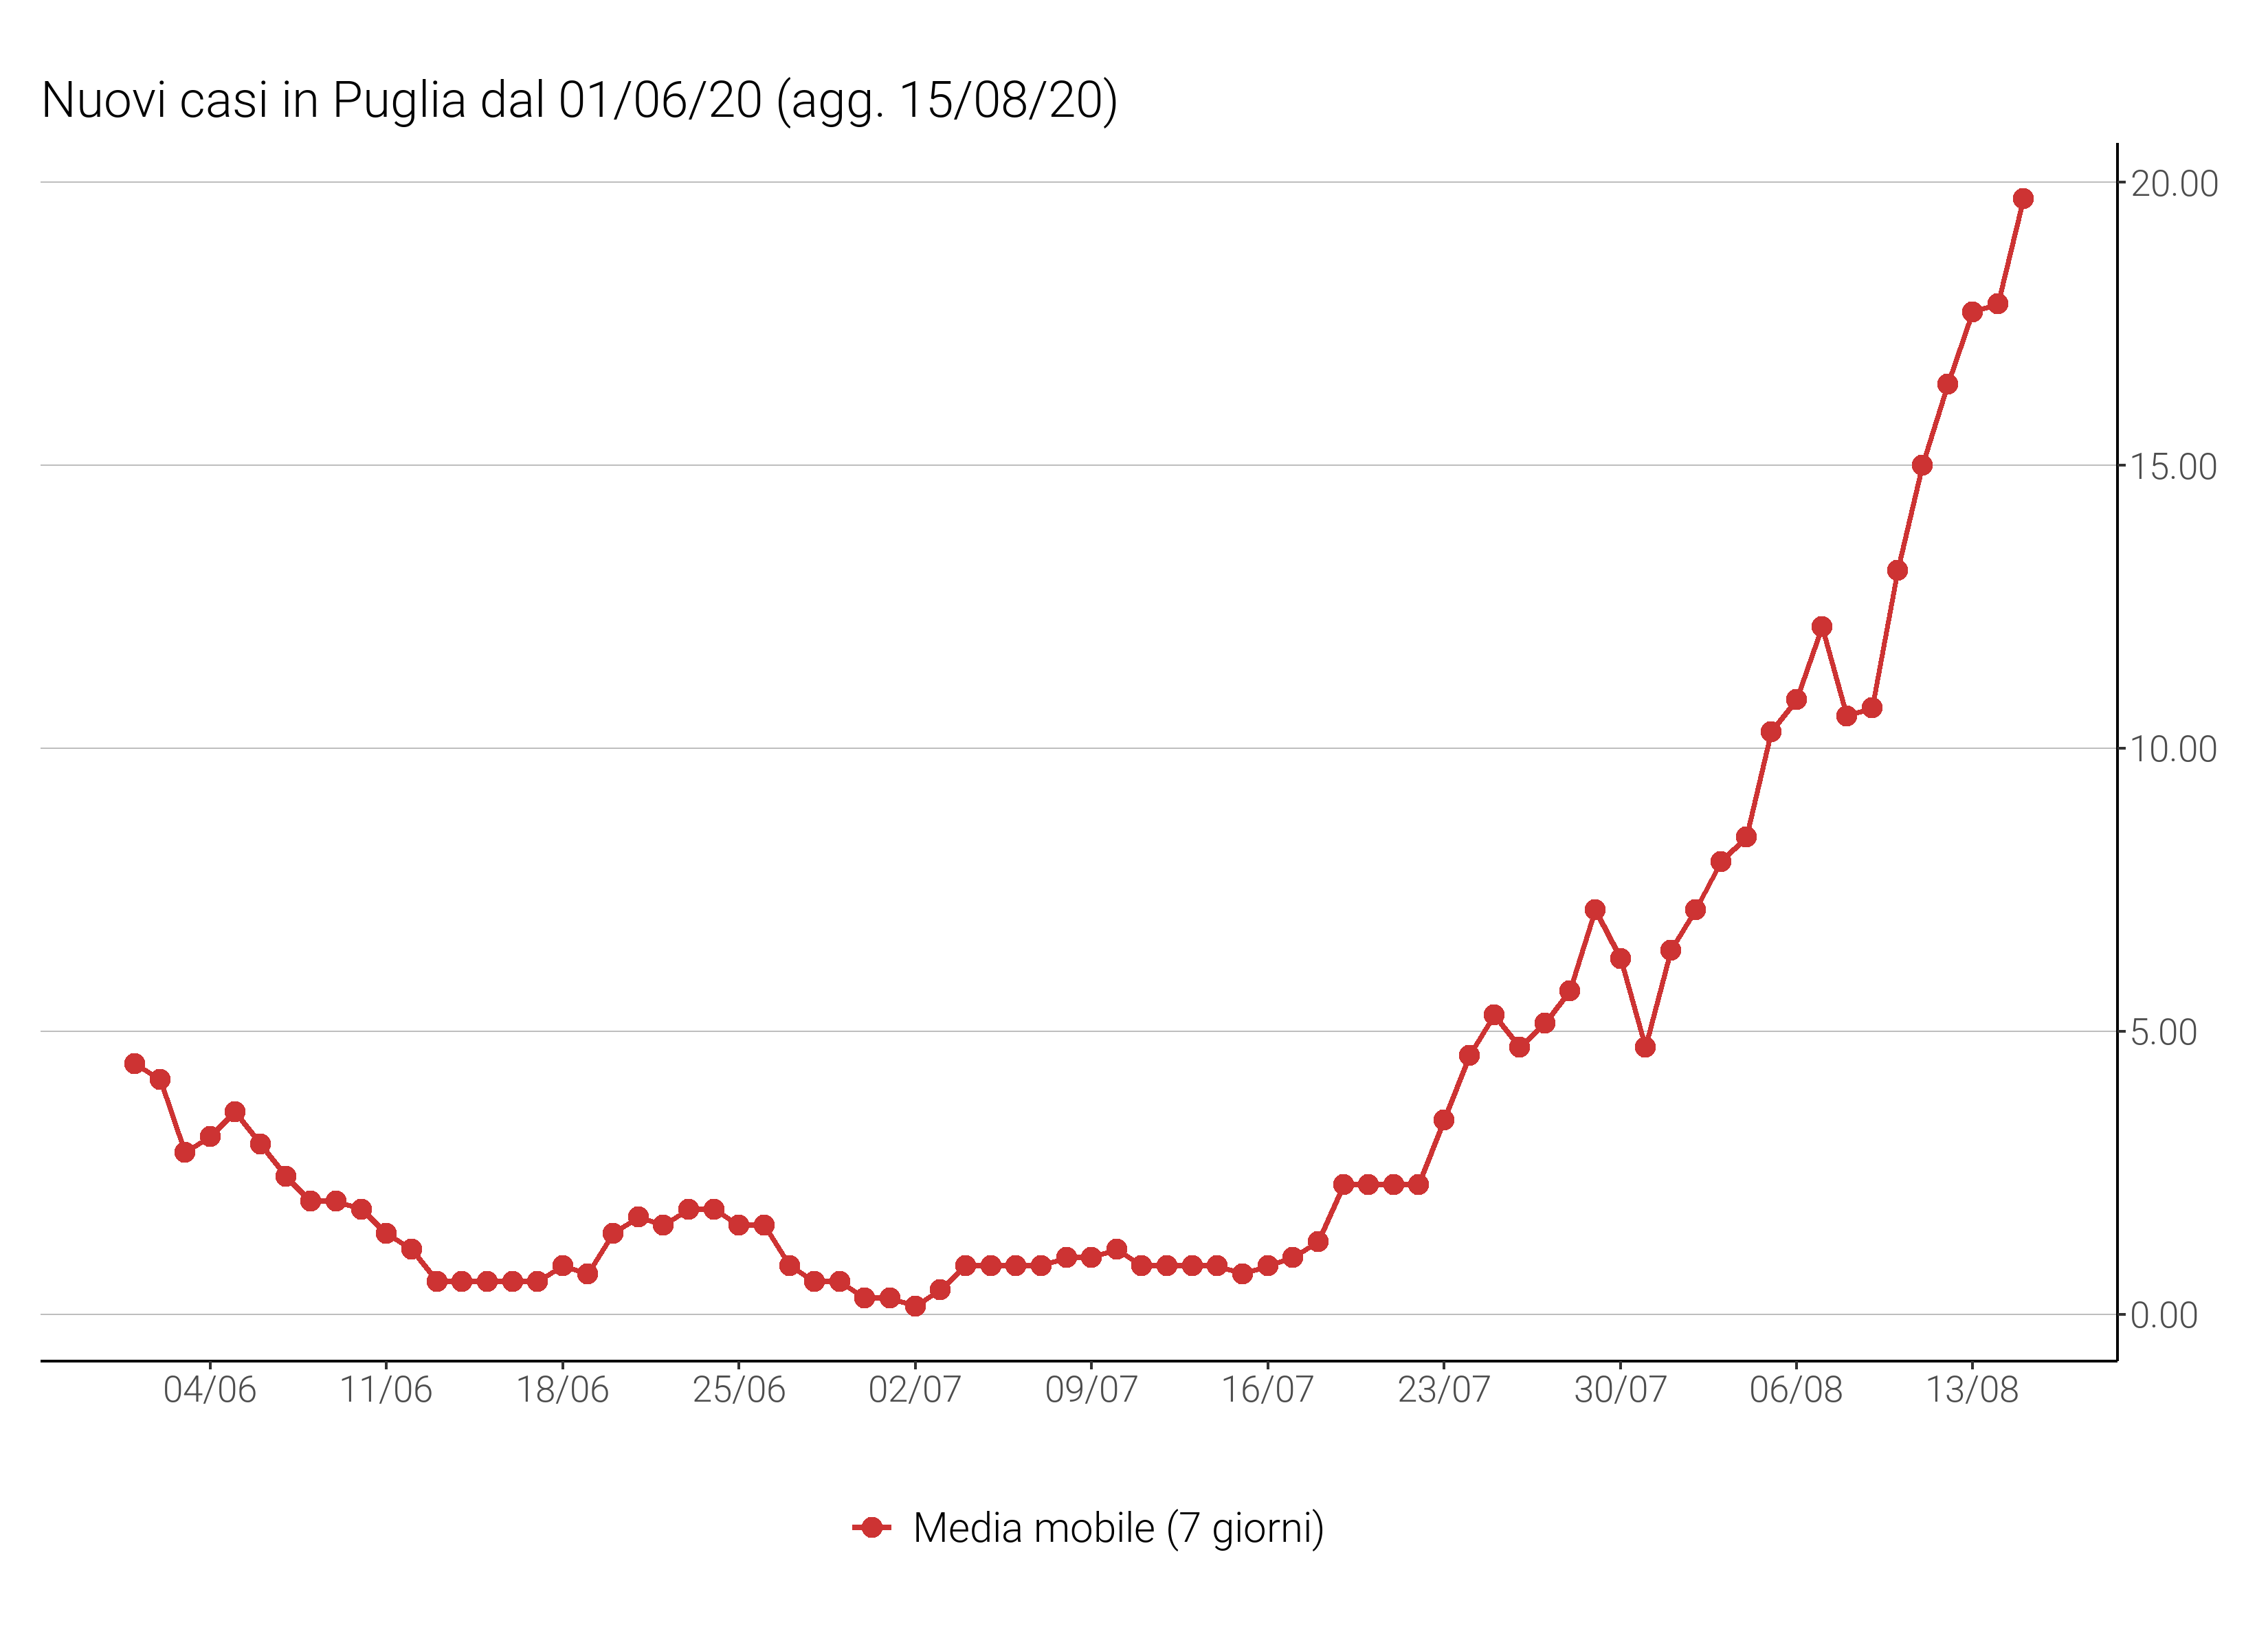 Nuovi casi in Puglia dal 01/06/20 (agg. 15/08/20)
20.00
15.00
10.00
5.00
0.00
04/06 11/06 18/06 25/06 02/07 09/07 16/07 23/07 30/07 06/08 13/08
Media mobile (7 giorni)